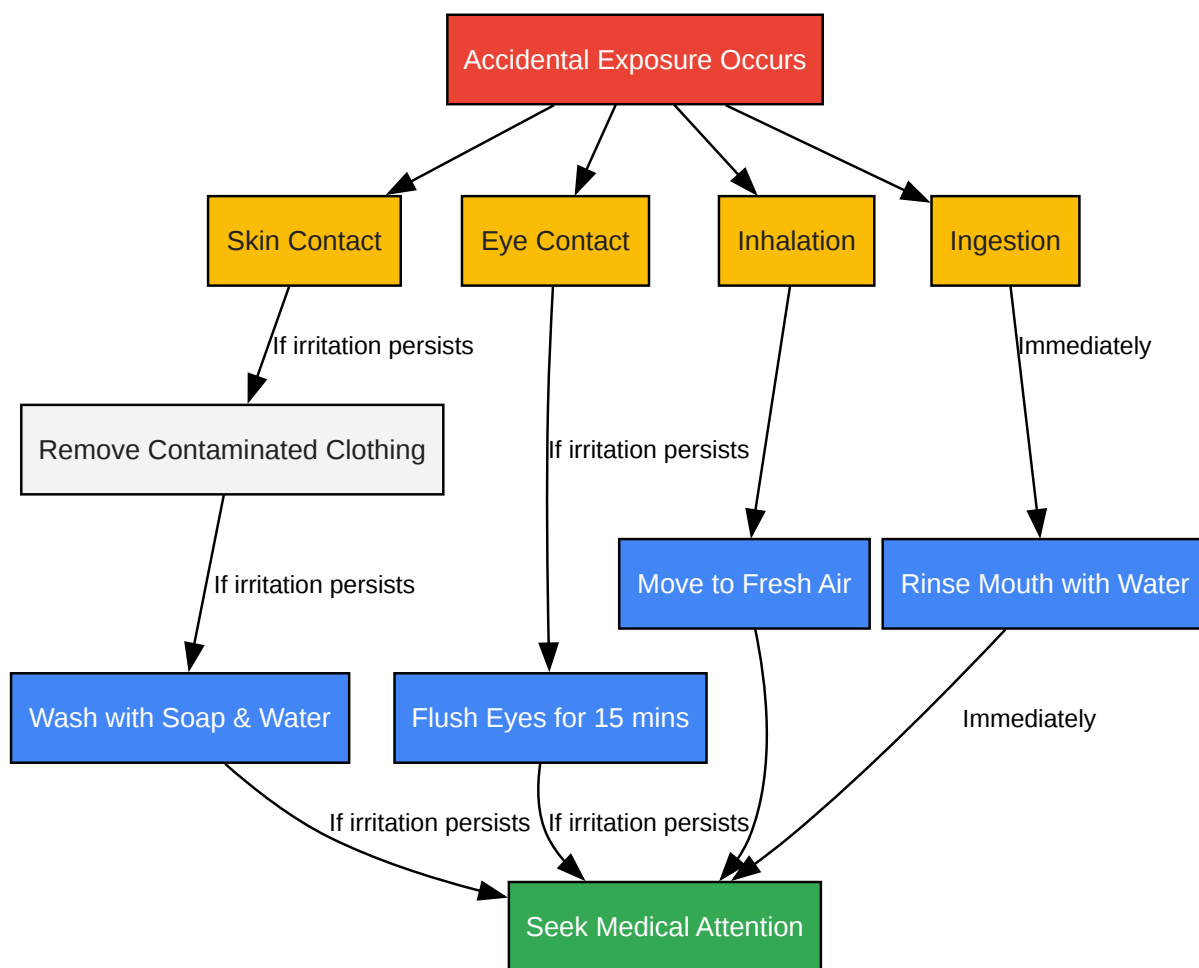 Accidental Exposure Occurs
Skin Contact
Eye Contact
Inhalation
Ingestion
If irritation persists
Immediately
Remove Contaminated Clothing
If irritation persists
Move to Fresh Air
Rinse Mouth with Water
If irritation persists
Wash with Soap & Water
Flush Eyes for 15 mins
Immediately
If irritation persists
If irritation persists
Seek Medical Attention